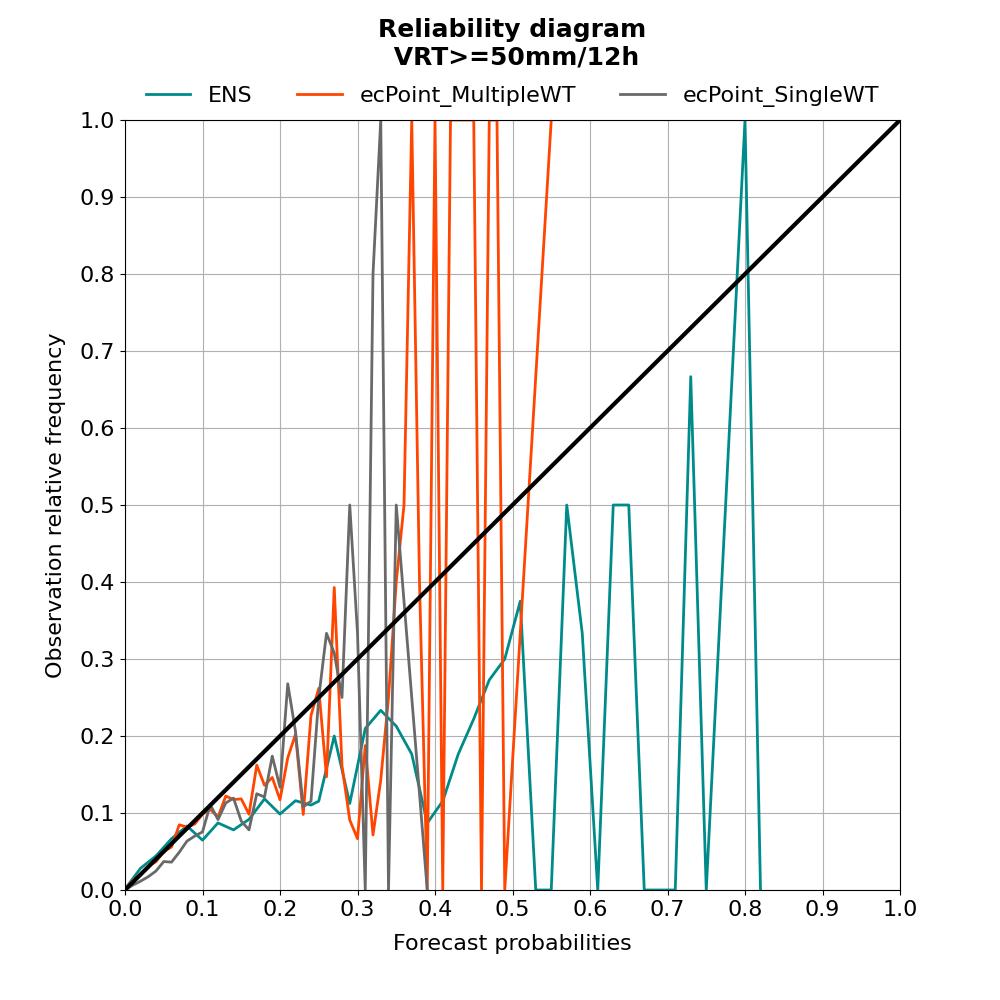 Reliability diagram
VRT>=50mm/12h
ENS ecPoint_MultipleWT ecPoint_SingleWT
1.0
0.9
0.8
0.7
0.6
0.5
0.4
0.3
0.2
0.1
0.0
Observation relative frequency
0.0 0.1 0.2 0.3 0.4 0.5 0.6 0.7 0.8 0.9 1.0
Forecast probabilities